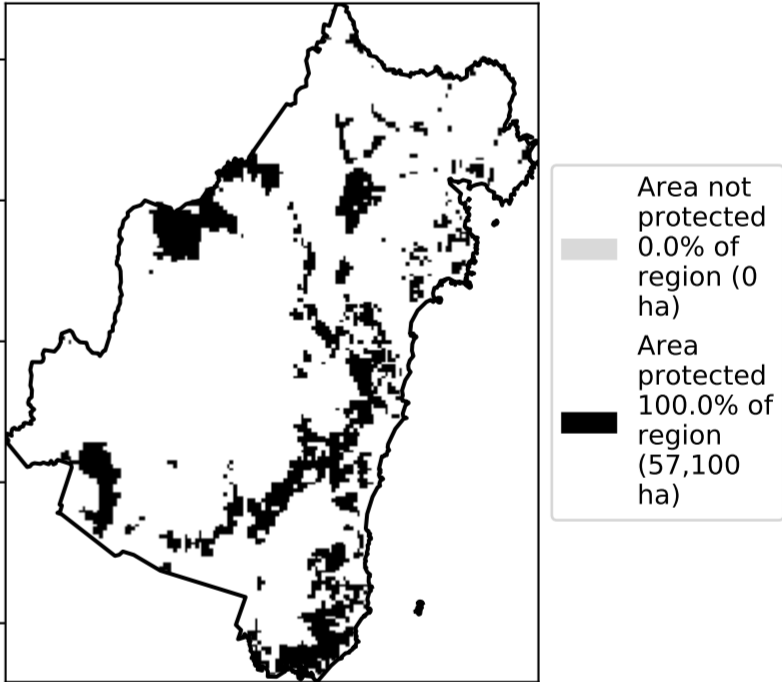 Area not
protected
0.0% of
region (0
ha)
Area
protected
100.0% of
region
(57,100
ha)